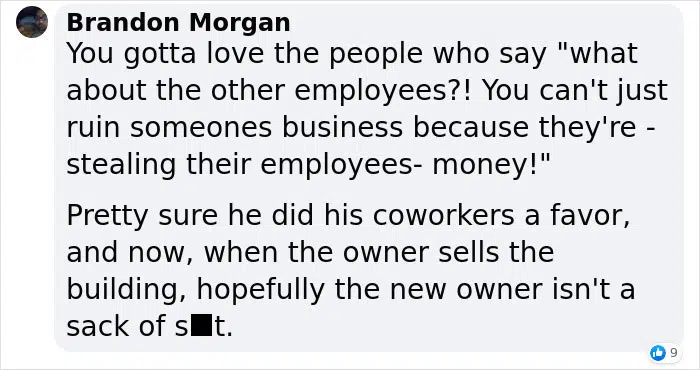 Brandon Morgan
You gotta love the people who say "what
about the other employees?! You can't just
ruin someones business because they're -
stealing their employees- money!"
Pretty sure he did his coworkers a favor,
and now, when the owner sells the
building, hopefully the new owner isn't a
sack of s■t.
9